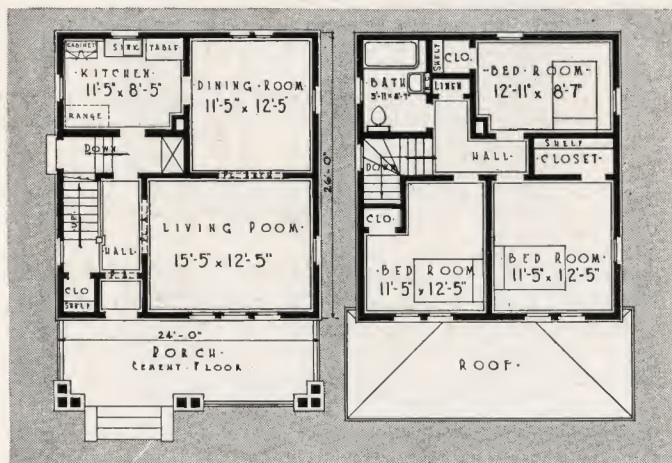 CABINET
SINK
TABLE
KITCHEN
11'-5" x 8'-5"
RANGE
DINING ROOM
11'-5" x 12'-5"
DOWN
UP
HALL
LIVING ROOM
15'-5" x 12'-5"
CLO
SHELF
26'-0"
24'-0"
PORCH
CEMENT FLOOR
BATH
SHELF
CLO.
LINEN
BED ROOM
12'-11" x 8'-7"
DOWN
HALL
SHELF
CLOSET
CLO
BED ROOM
11'-5" x 12'-5"
BED ROOM
11'-5" x 12'-5"
ROOF